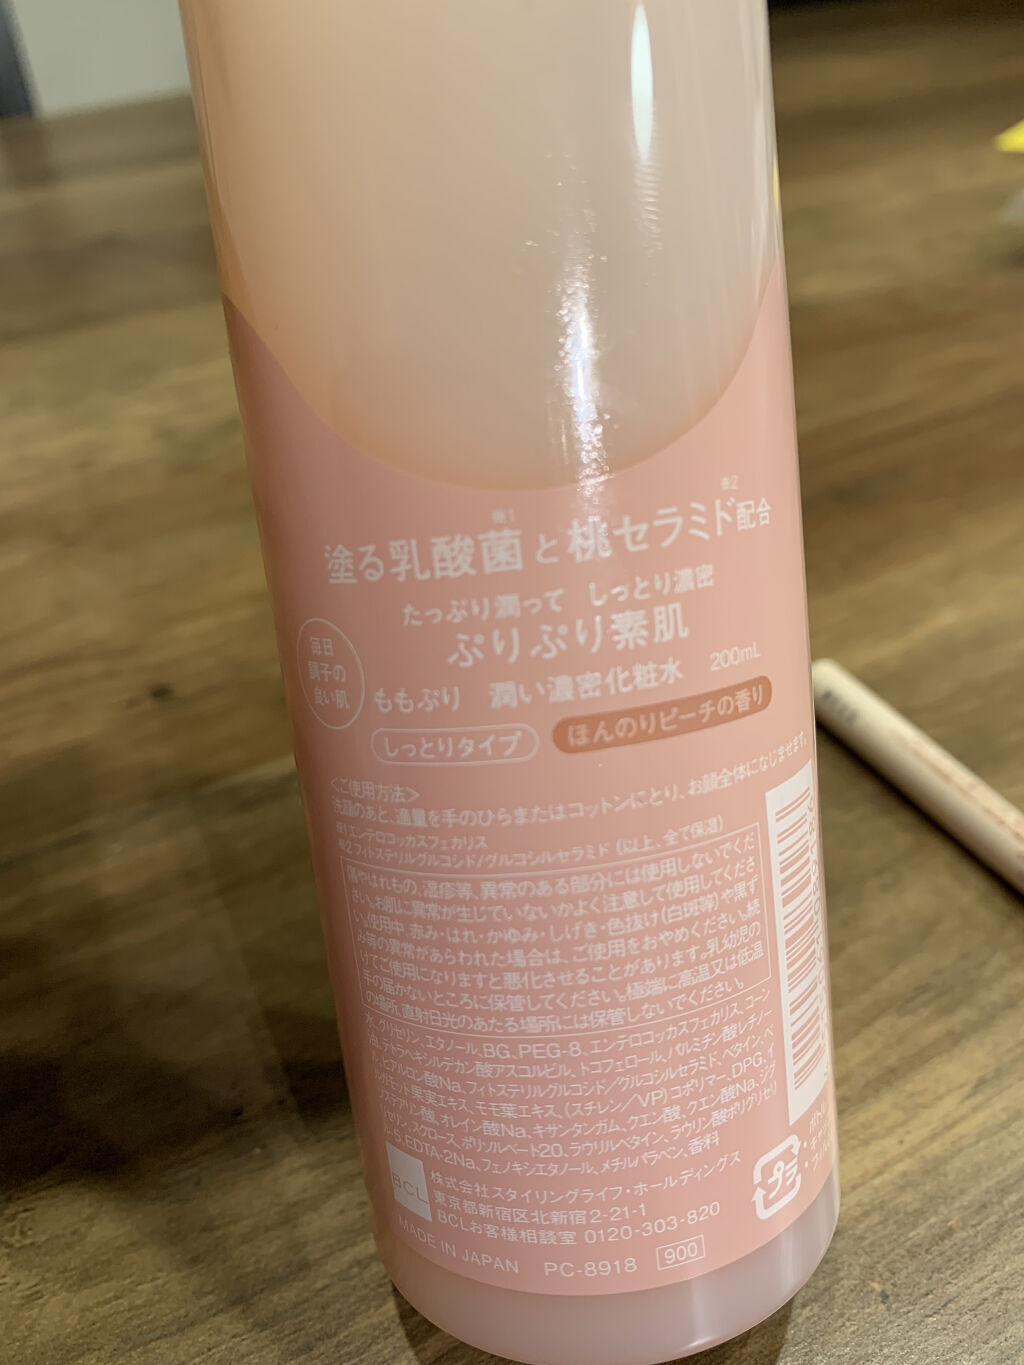 ※1 ※2
塗る乳酸菌と桃セラミド配合
たっぷり潤って しっとり濃密
ぷりぷり素肌
毎日
調子の
良い肌
ももぷり 潤い濃密化粧水 200mL
しっとりタイプ ほんのりピーチの香り
<ご使用方法>
洗顔のあと、適量を手のひらまたはコットンにとり、お顔全体になじませます。
※1エンテロコッカスフェカリス
※2フィトステリルグルコシド/グルコシルセラミド (以上、全て保湿)
傷やはれもの、湿疹等、異常のある部分には使用しないでくだ
さい。お肌に異常が生じていないかよく注意して使用してくださ
い。使用中、赤み・はれ・かゆみ・しげき・色抜け(白斑等)や黒ず
み等の異常があらわれた場合は、ご使用をおやめください。続
けてご使用になりますと悪化させることがあります。乳幼児の
手の届かないところに保管してください。極端に高温又は低温
の場所、直射日光のあたる場所には保管しないでください。
水、グリセリン、エタノール、BG、PEG-8、エンテロコッカスフェカリス、コーン
油、テトラヘキシルデカン酸アスコルビル、トコフェロール、パルミチン酸レチノー
ル、ヒアルロン酸Na、フィトステリルグルコシド/グルコシルセラミド、ベタイン、ベ
ルガモット果実エキス、モモ葉エキス、(スチレン/VP)コポリマー、DPG、イ
ソステアリン酸、オレイン酸Na、キサンタンガム、クエン酸、クエン酸Na、ジグ
リセリン、スクロース、ポリソルベート20、ラウリルベタイン、ラウリン酸ポリグリセリ
ル-5、EDTA-2Na、フェノキシエタノール、メチルパラベン、香料
BCL
株式会社スタイリングライフ・ホールディングス
東京都新宿区北新宿2-21-1
BCLお客様相談室 0120-303-820
MADE IN JAPAN PC-8918 900
プラ